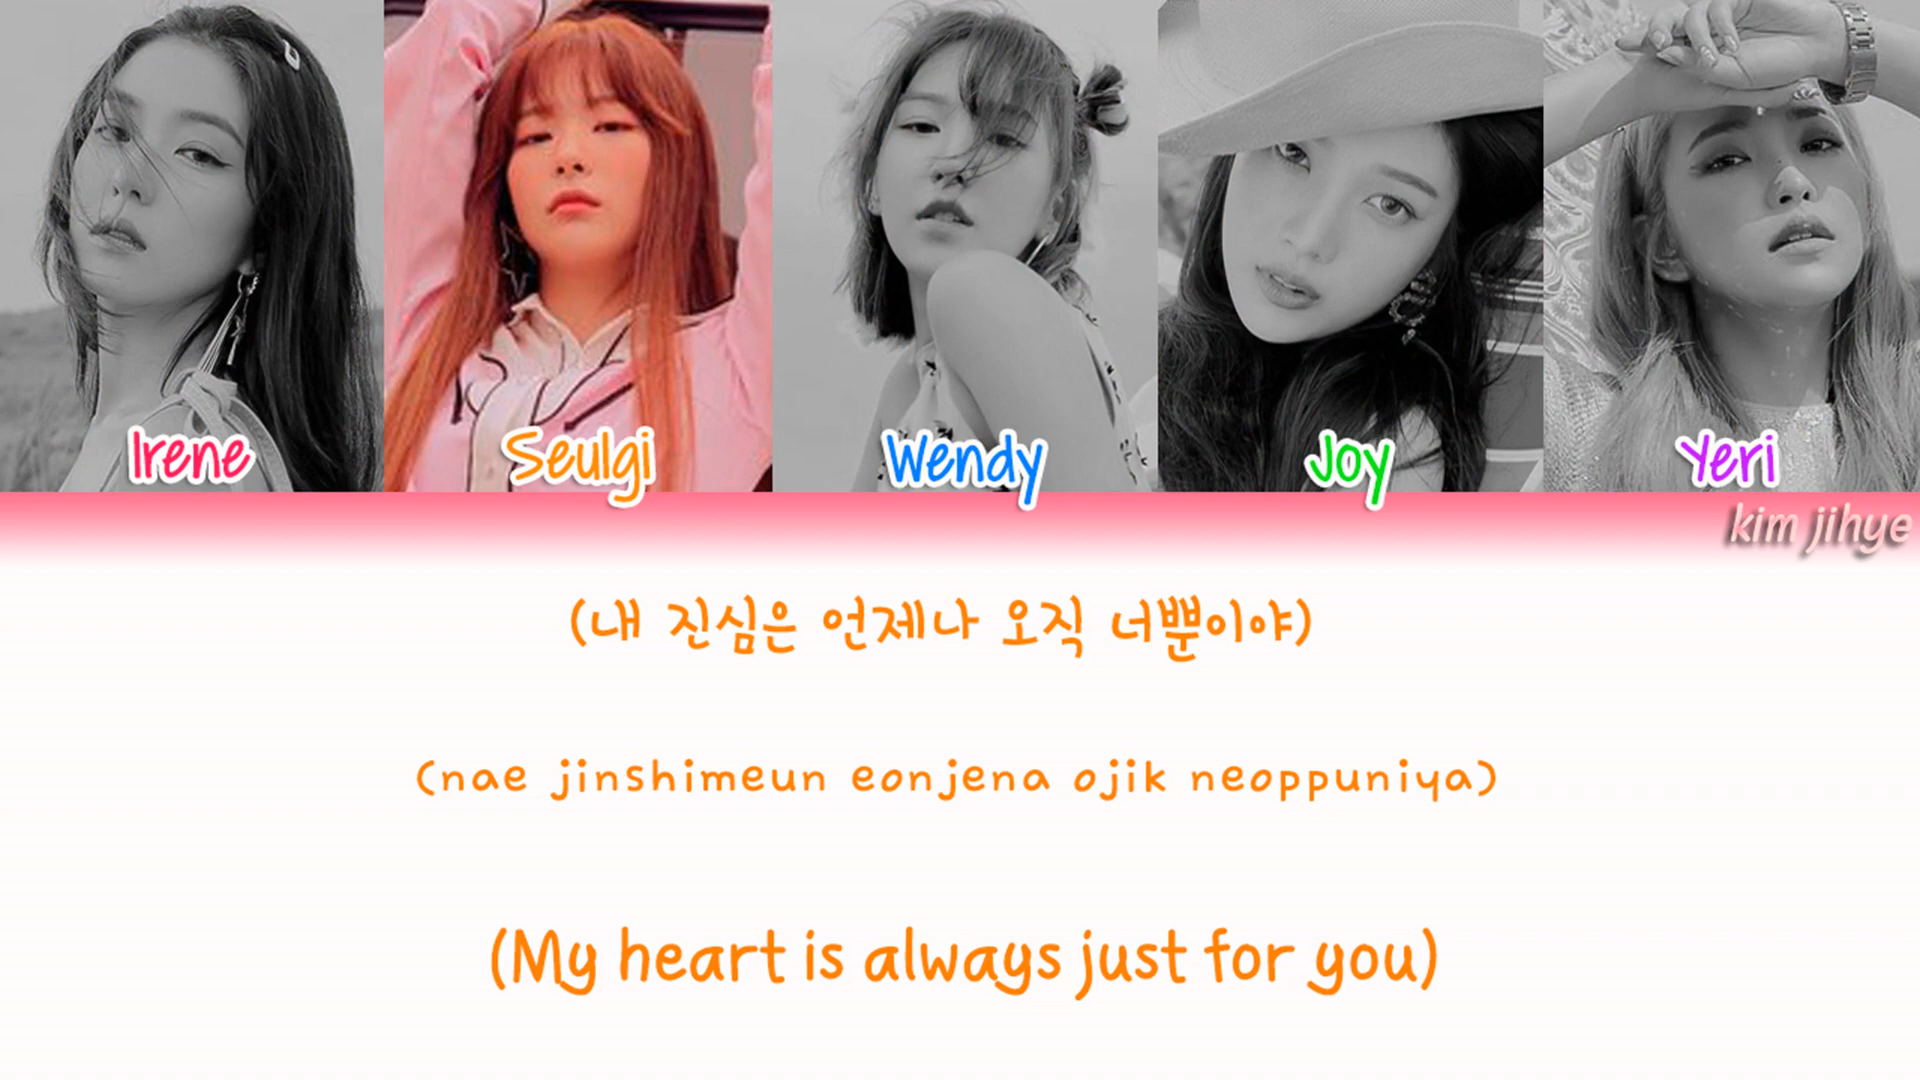 Irene
Seulgi
Wendy
Joy
Yeri
kim jihye
(내 진심은 언제나 오직 너뿐이야)
(nae jinshimeun eonjena ojik neoppuniya)
(My heart is always just for you)